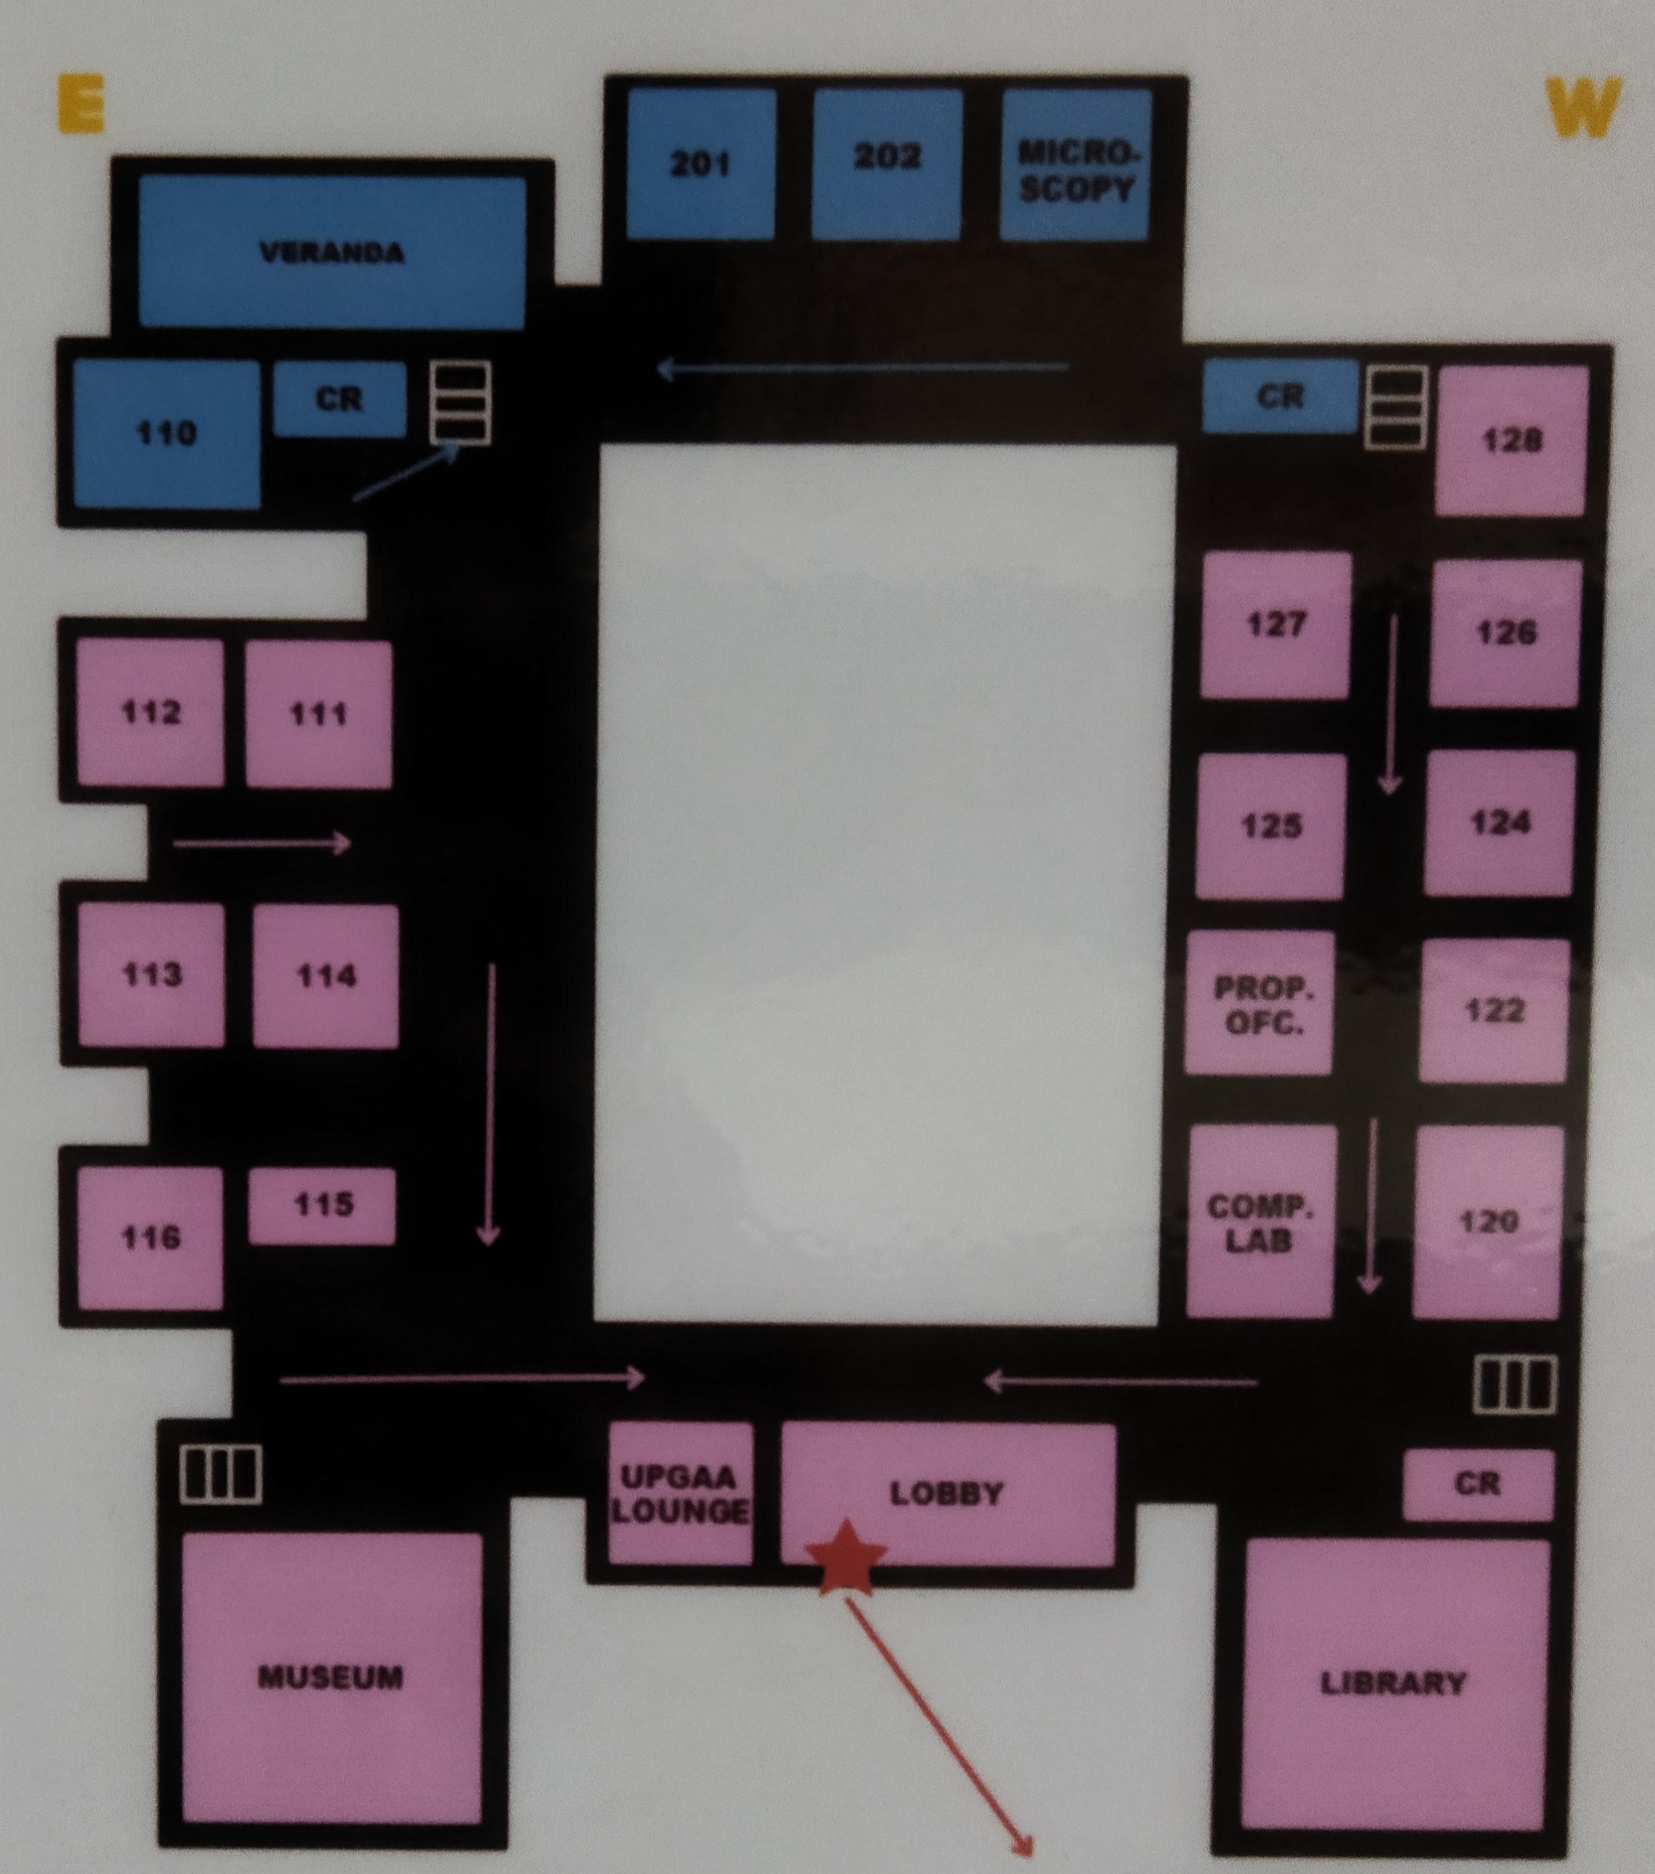 E
W
201
202
MICRO-
SCOPY
VERANDA
110
CR
CR
128
127
126
112
111
125
124
113
114
PROP.
OFC.
122
116
115
COMP.
LAB
120
UPGAA
LOUNGE
LOBBY
CR
MUSEUM
LIBRARY